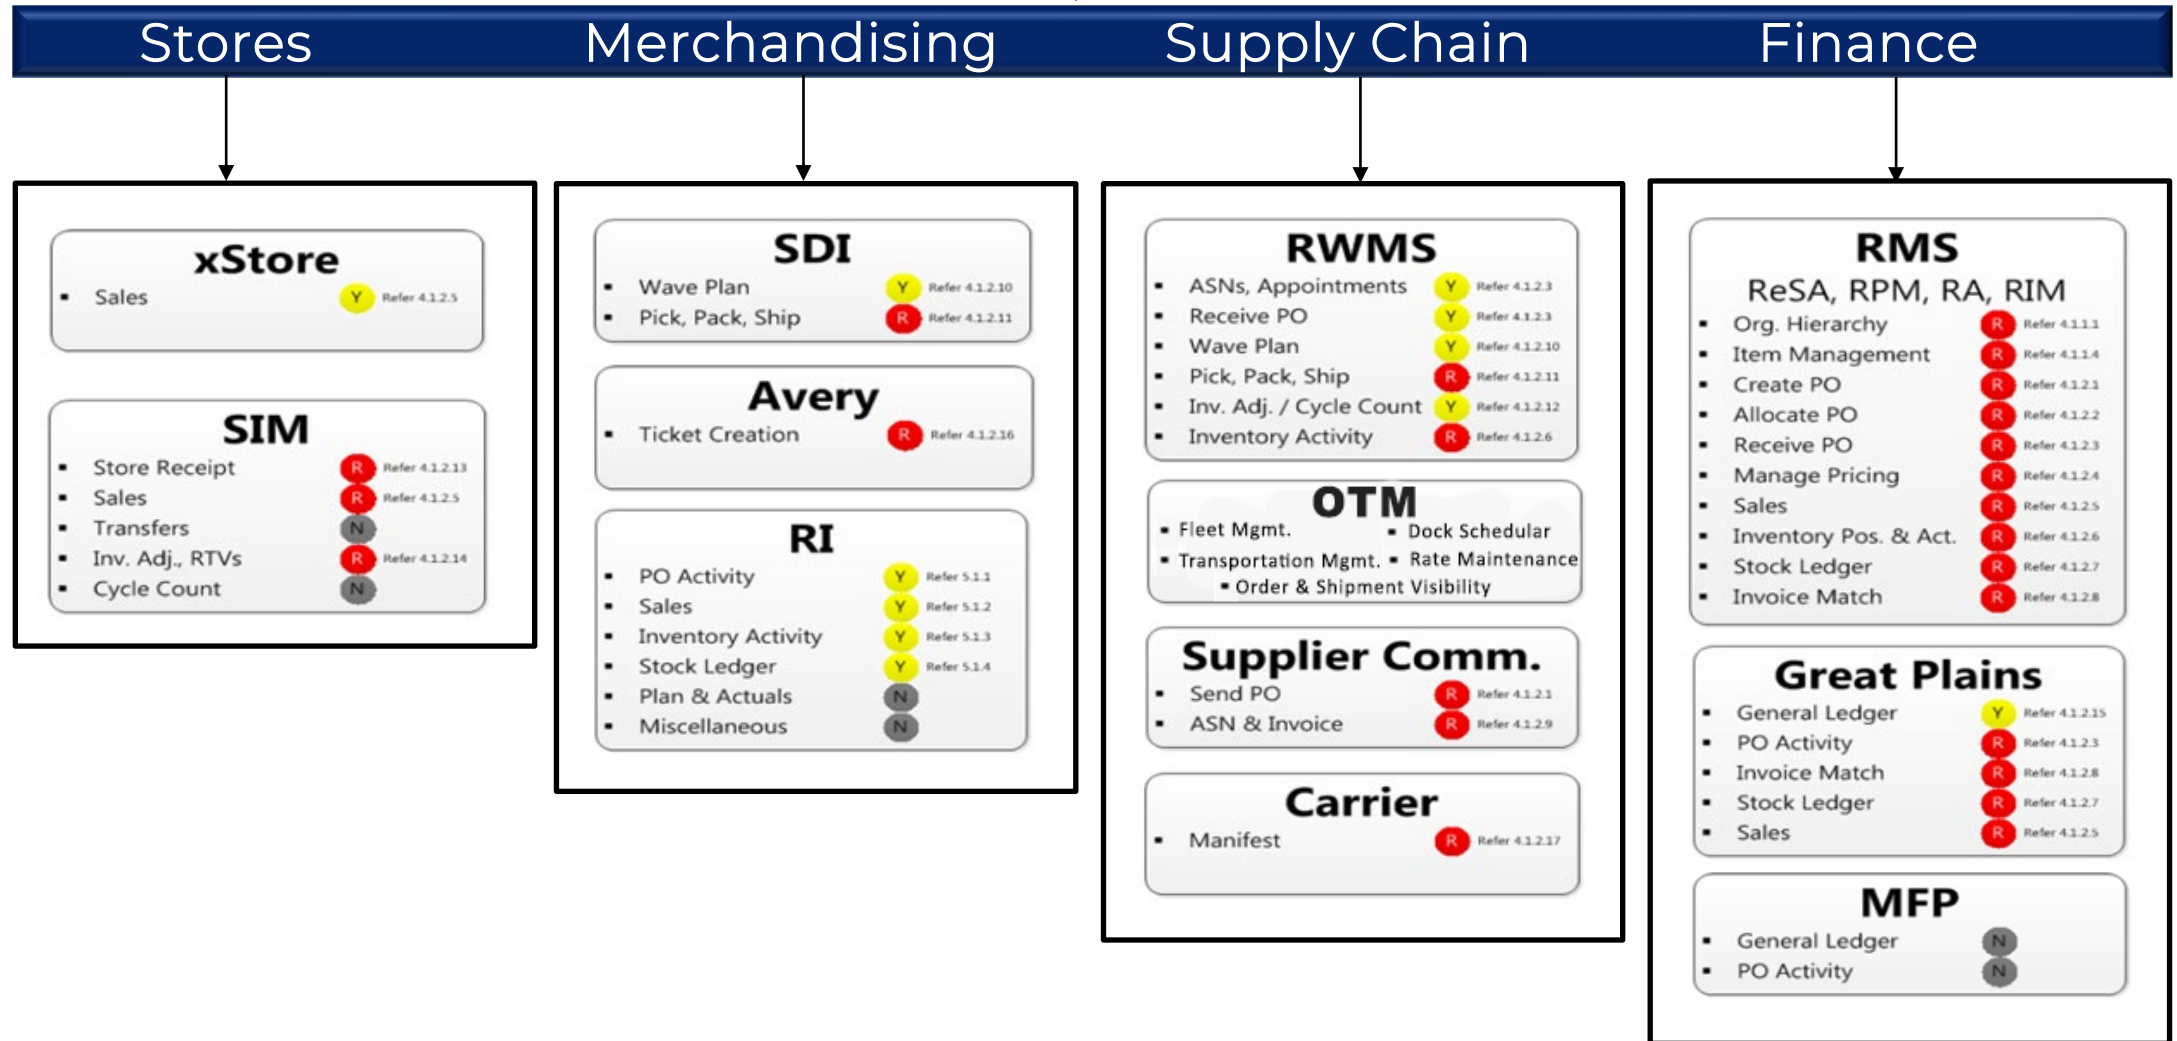 Stores Merchandising Supply Chain Finance
xStore
▪ Sales Y Refer 4.1.2.5
SIM
▪ Store Receipt R Refer 4.1.2.13
▪ Sales R Refer 4.1.2.5
▪ Transfers N
▪ Inv. Adj., RTVs R Refer 4.1.2.14
▪ Cycle Count N
SDI
▪ Wave Plan Y Refer 4.1.2.10
▪ Pick, Pack, Ship R Refer 4.1.2.11
Avery
▪ Ticket Creation R Refer 4.1.2.16
RI
▪ PO Activity Y Refer 5.1.1
▪ Sales Y Refer 5.1.2
▪ Inventory Activity Y Refer 5.1.3
▪ Stock Ledger Y Refer 5.1.4
▪ Plan & Actuals N
▪ Miscellaneous N
RWMS
▪ ASNs, Appointments Y Refer 4.1.2.3
▪ Receive PO Y Refer 4.1.2.3
▪ Wave Plan Y Refer 4.1.2.10
▪ Pick, Pack, Ship R Refer 4.1.2.11
▪ Inv. Adj. / Cycle Count Y Refer 4.1.2.12
▪ Inventory Activity R Refer 4.1.2.6
OTM
▪ Fleet Mgmt. ▪ Dock Schedular
▪ Transportation Mgmt. ▪ Rate Maintenance
▪ Order & Shipment Visibility
Supplier Comm.
▪ Send PO R Refer 4.1.2.1
▪ ASN & Invoice R Refer 4.1.2.9
Carrier
▪ Manifest R Refer 4.1.2.17
RMS
ReSA, RPM, RA, RIM
▪ Org. Hierarchy R Refer 4.1.1.1
▪ Item Management R Refer 4.1.1.4
▪ Create PO R Refer 4.1.2.1
▪ Allocate PO R Refer 4.1.2.2
▪ Receive PO R Refer 4.1.2.3
▪ Manage Pricing R Refer 4.1.2.4
▪ Sales R Refer 4.1.2.5
▪ Inventory Pos. & Act. R Refer 4.1.2.6
▪ Stock Ledger R Refer 4.1.2.7
▪ Invoice Match R Refer 4.1.2.8
Great Plains
▪ General Ledger Y Refer 4.1.2.15
▪ PO Activity R Refer 4.1.2.3
▪ Invoice Match R Refer 4.1.2.8
▪ Stock Ledger R Refer 4.1.2.7
▪ Sales R Refer 4.1.2.5
MFP
▪ General Ledger N
▪ PO Activity N